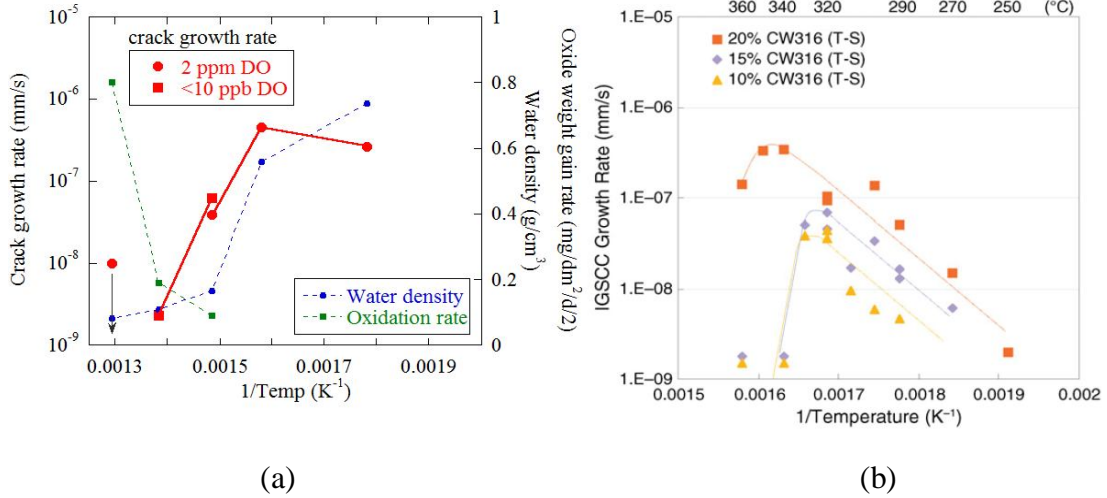 10⁻⁵
10⁻⁶
10⁻⁷
10⁻⁸
10⁻⁹
Crack growth rate (mm/s)
crack growth rate
2 ppm DO
<10 ppb DO
Water density
Oxidation rate
1
0.8
0.6
0.4
0.2
0
Water density (g/cm³)
Oxide weight gain rate (mg/dm²/d/2)
0.0013 0.0015 0.0017 0.0019
1/Temp (K⁻¹)
(a)
360 340 320 290 270 250 (°C)
1.E-05
1.E-06
1.E-07
1.E-08
1.E-09
IGSCC Growth Rate (mm/s)
20% CW316 (T-S)
15% CW316 (T-S)
10% CW316 (T-S)
0.0015 0.0016 0.0017 0.0018 0.0019 0.002
1/Temperature (K⁻¹)
(b)